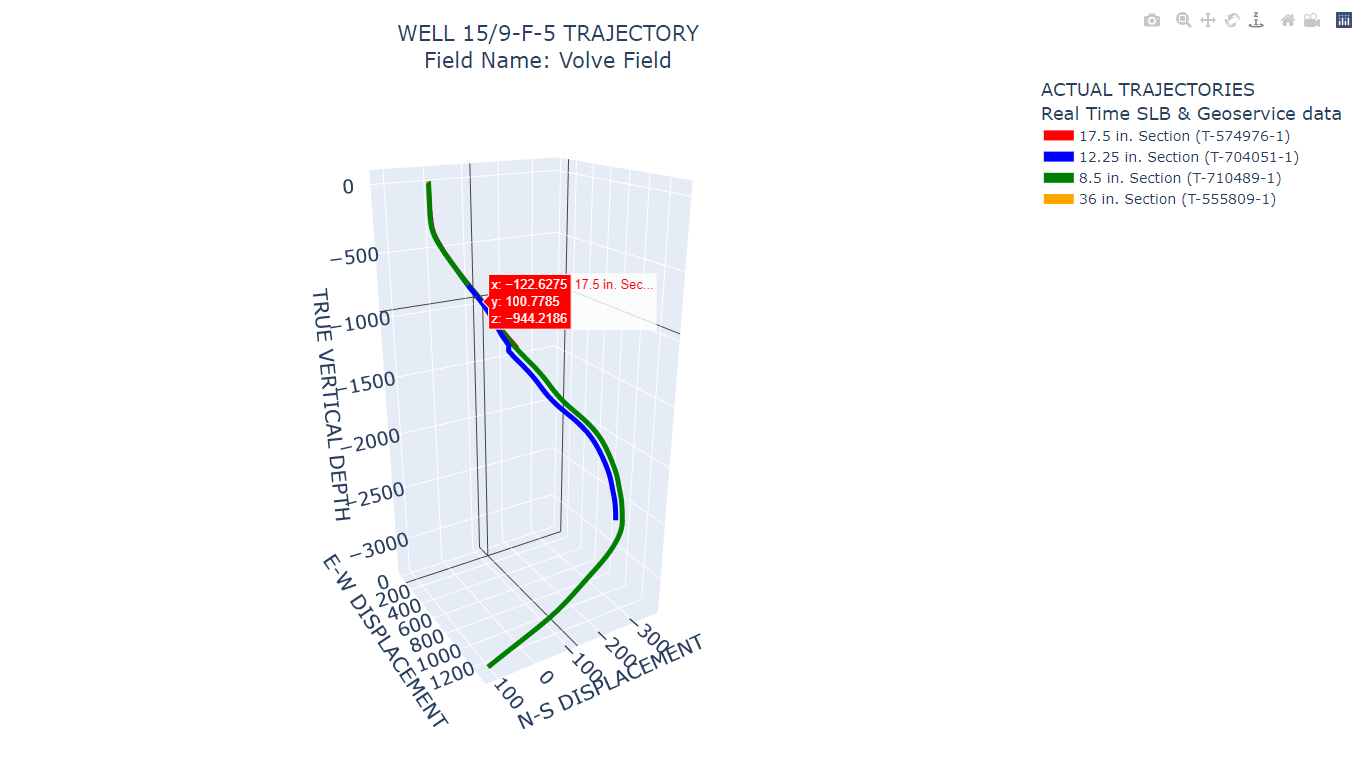 WELL 15/9-F-5 TRAJECTORY
Field Name: Volve Field
ACTUAL TRAJECTORIES
Real Time SLB & Geoservice data
17.5 in. Section (T-574976-1)
12.25 in. Section (T-704051-1)
8.5 in. Section (T-710489-1)
36 in. Section (T-555809-1)
0
−500
−1000
−1500
−2000
−2500
−3000
TRUE VERTICAL DEPTH
x: −122.6275
y: 100.7785
z: −944.2186
17.5 in. Sec...
0
200
400
600
800
1000
1200
E-W DISPLACEMENT
100
0
−100
−200
−300
N-S DISPLACEMENT
z